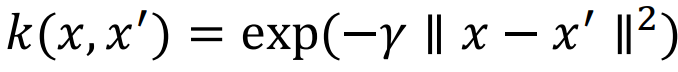 k(x, x′) = exp(−γ ∥ x − x′ ∥²)